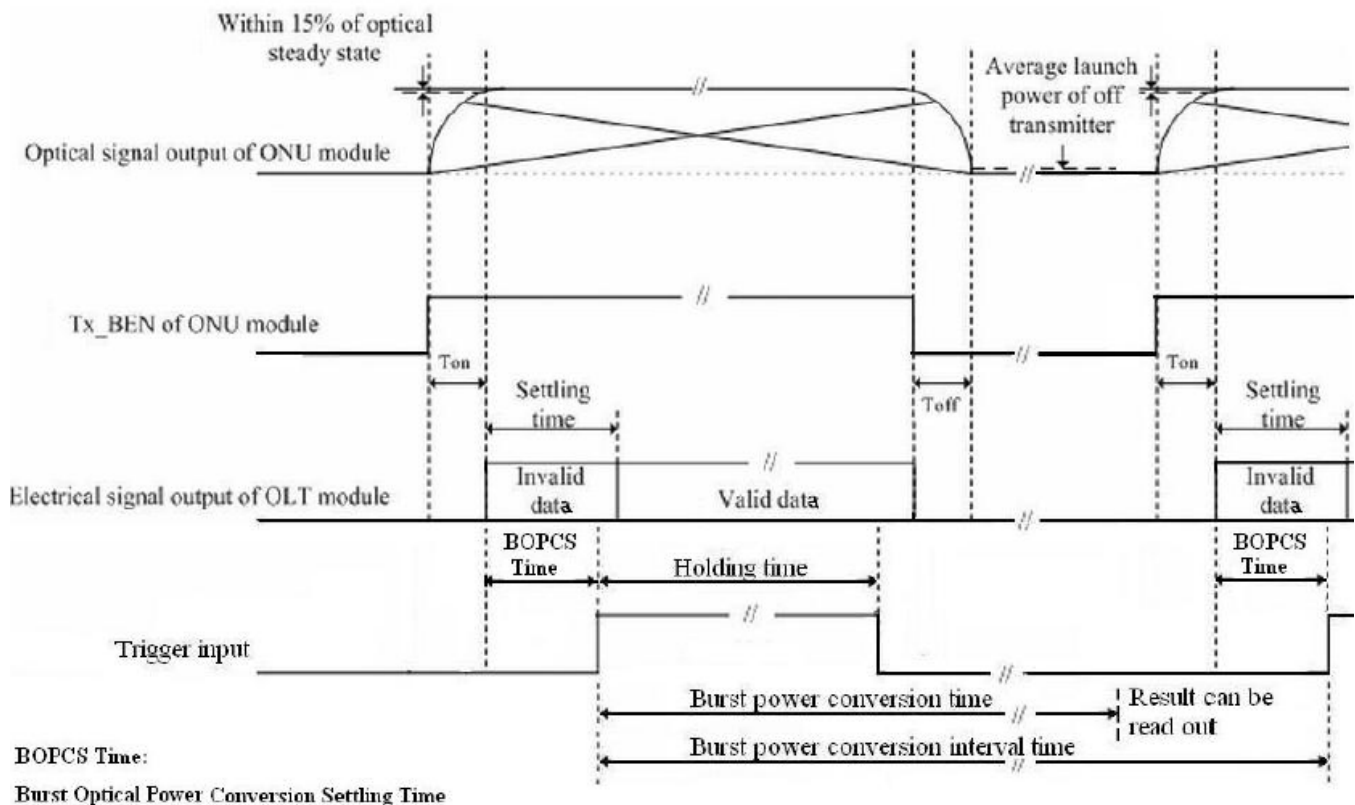 Within 15% of optical
steady state
Average launch
power of off
transmitter
Optical signal output of ONU module
Tx_BEN of ONU module
Ton
Toff
Ton
Settling
time
Settling
time
Electrical signal output of OLT module
Invalid
data
Valid data
Invalid
data
BOPCS
Time
Holding time
BOPCS
Time
Trigger input
Burst power conversion time
Result can be
read out
Burst power conversion interval time
BOPCS Time:
Burst Optical Power Conversion Settling Time